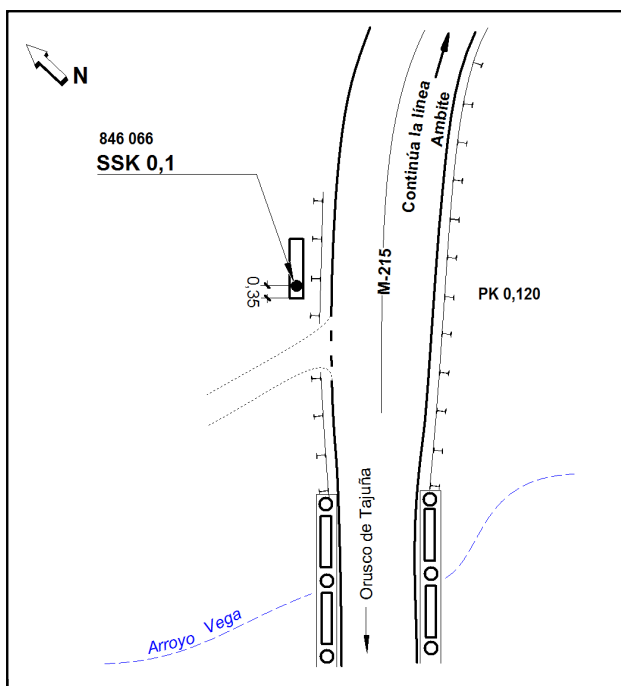 N
846 066
SSK 0,1
0,35
Continúa la línea
Ambite
M-215
PK 0,120
Orusco de Tajuña
Arroyo Vega